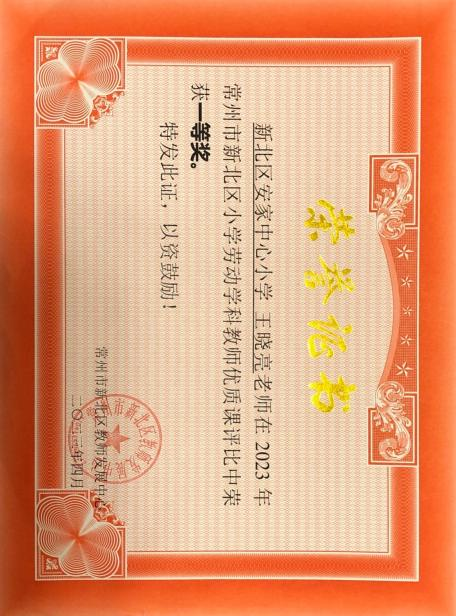 荣誉证书
新北区安家中心小学 王晓亮老师在 2023 年
常州市新北区小学劳动学科教师优质课评比中荣
获一等奖。
特发此证，以资鼓励！
常州市新北区教师发展中心
二〇二三年四月